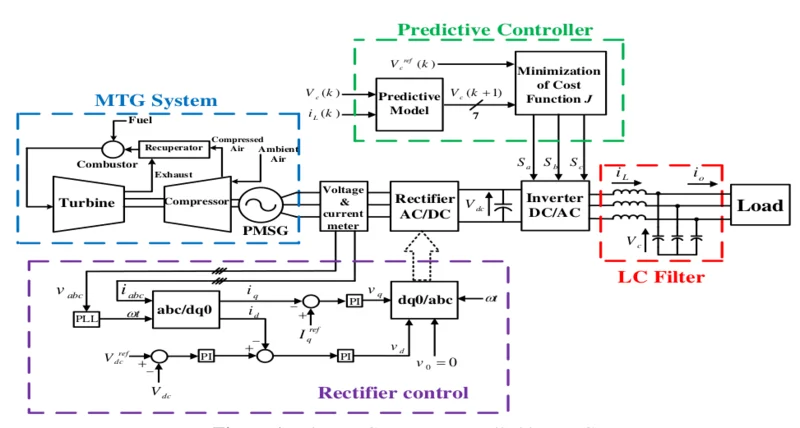 Predictive Controller
V_c^ref (k)
Minimization
of Cost
Function J
V_c (k)
i_L (k)
Predictive
Model
V_c (k + 1)
7
MTG System
Fuel
Recuperator
Compressed
Air
Ambient
Air
Combustor
Exhaust
Turbine
Compressor
PMSG
Voltage
&
current
meter
Rectifier
AC/DC
V_dc
S_a S_b S_c
Inverter
DC/AC
i_L
i_o
V_c
Load
LC Filter
v_abc
i_abc
PLL
ωt
abc/dq0
i_q
i_d
−
+
I_q^ref
PI
v_q
dq0/abc
ωt
V_dc^ref
+
−
V_dc
PI
−
+
PI
v_d
v_0 = 0
Rectifier control